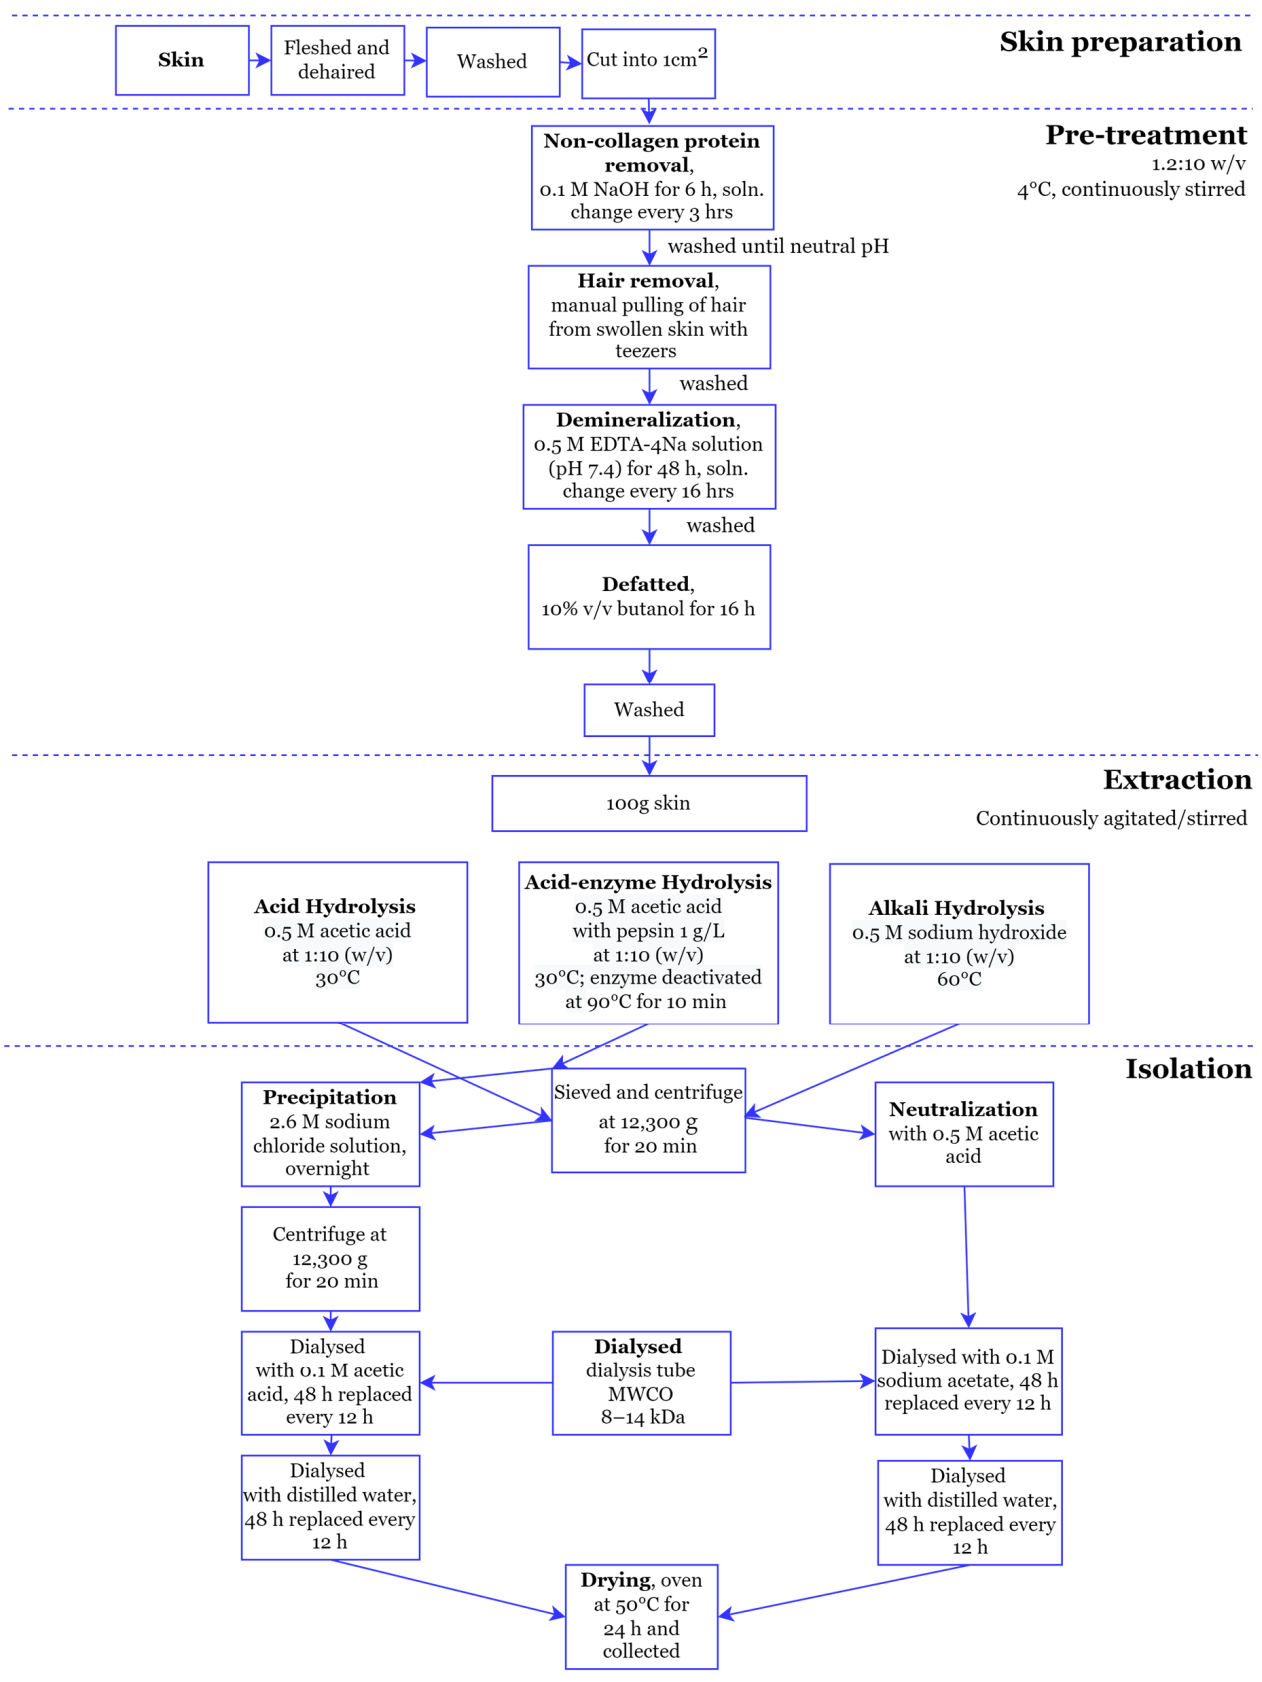 Skin preparation
Skin
Fleshed and
dehaired
Washed
Cut into 1cm²
Pre-treatment
1.2:10 w/v
4°C, continuously stirred
Non-collagen protein
removal,
0.1 M NaOH for 6 h, soln.
change every 3 hrs
washed until neutral pH
Hair removal,
manual pulling of hair
from swollen skin with
teezers
washed
Demineralization,
0.5 M EDTA-4Na solution
(pH 7.4) for 48 h, soln.
change every 16 hrs
washed
Defatted,
10% v/v butanol for 16 h
Washed
Extraction
Continuously agitated/stirred
100g skin
Acid Hydrolysis
0.5 M acetic acid
at 1:10 (w/v)
30°C
Acid-enzyme Hydrolysis
0.5 M acetic acid
with pepsin 1 g/L
at 1:10 (w/v)
30°C; enzyme deactivated
at 90°C for 10 min
Alkali Hydrolysis
0.5 M sodium hydroxide
at 1:10 (w/v)
60°C
Isolation
Precipitation
2.6 M sodium
chloride solution,
overnight
Sieved and centrifuge
at 12,300 g
for 20 min
Neutralization
with 0.5 M acetic
acid
Centrifuge at
12,300 g
for 20 min
Dialysed
with 0.1 M acetic
acid, 48 h replaced
every 12 h
Dialysed
dialysis tube
MWCO
8–14 kDa
Dialysed with 0.1 M
sodium acetate, 48 h
replaced every 12 h
Dialysed
with distilled water,
48 h replaced every
12 h
Dialysed
with distilled water,
48 h replaced every
12 h
Drying, oven
at 50°C for
24 h and
collected